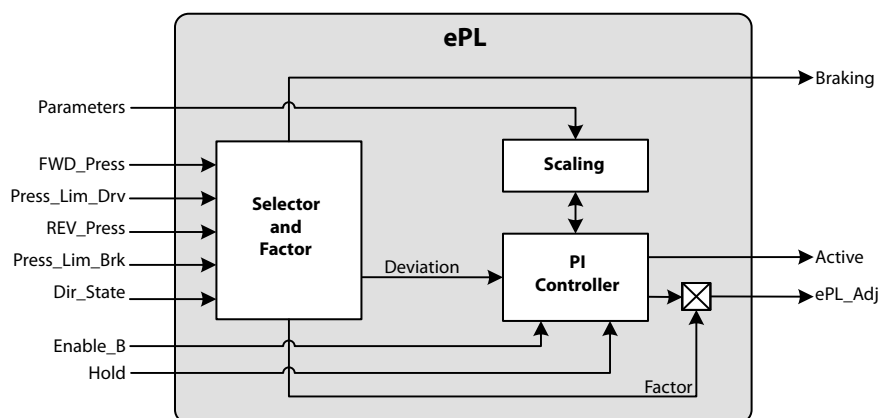 ePL
Braking
Parameters
FWD_Press
Press_Lim_Drv
REV_Press
Press_Lim_Brk
Dir_State
Enable_B
Hold
Selector
and
Factor
Scaling
Deviation
PI
Controller
Active
ePL_Adj
Factor